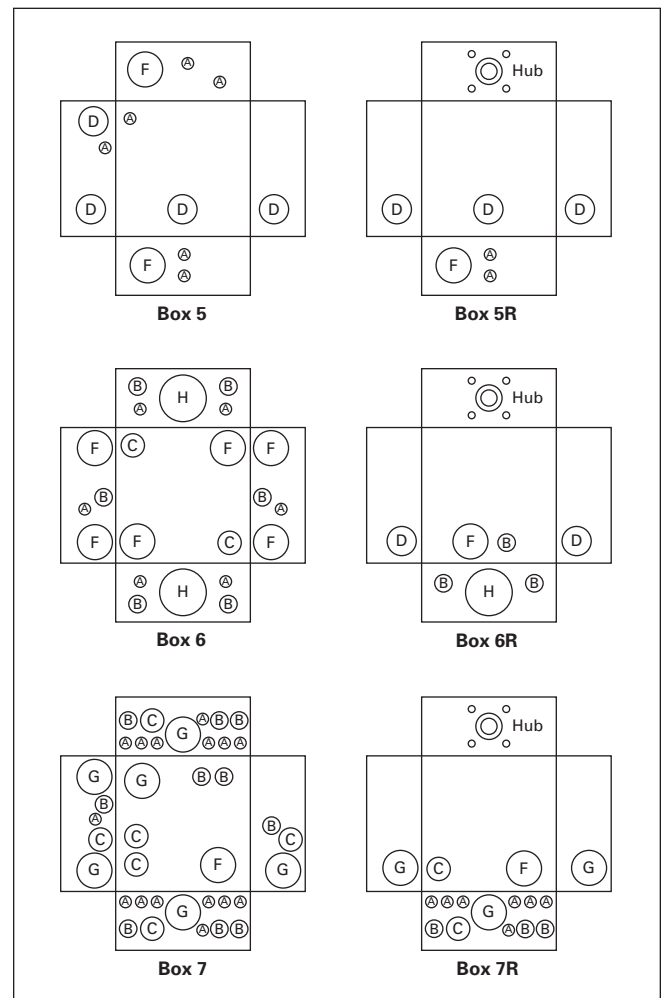 F A
A
D A
A
D D D
F A
A
Box 5
Hub
D D D
F A
A
Box 5R
B H B
A A
F C F F
B B
A A
F F C F
A A
H
B B
Box 6
Hub
D F B D
B H B
Box 6R
B C A B B
G
A A A A A A
G G B B
B
A B
C C C
G C F G
A A A A A A
G
B C A B B
Box 7
Hub
G C F G
A A A A A A
G
B C A B B
Box 7R